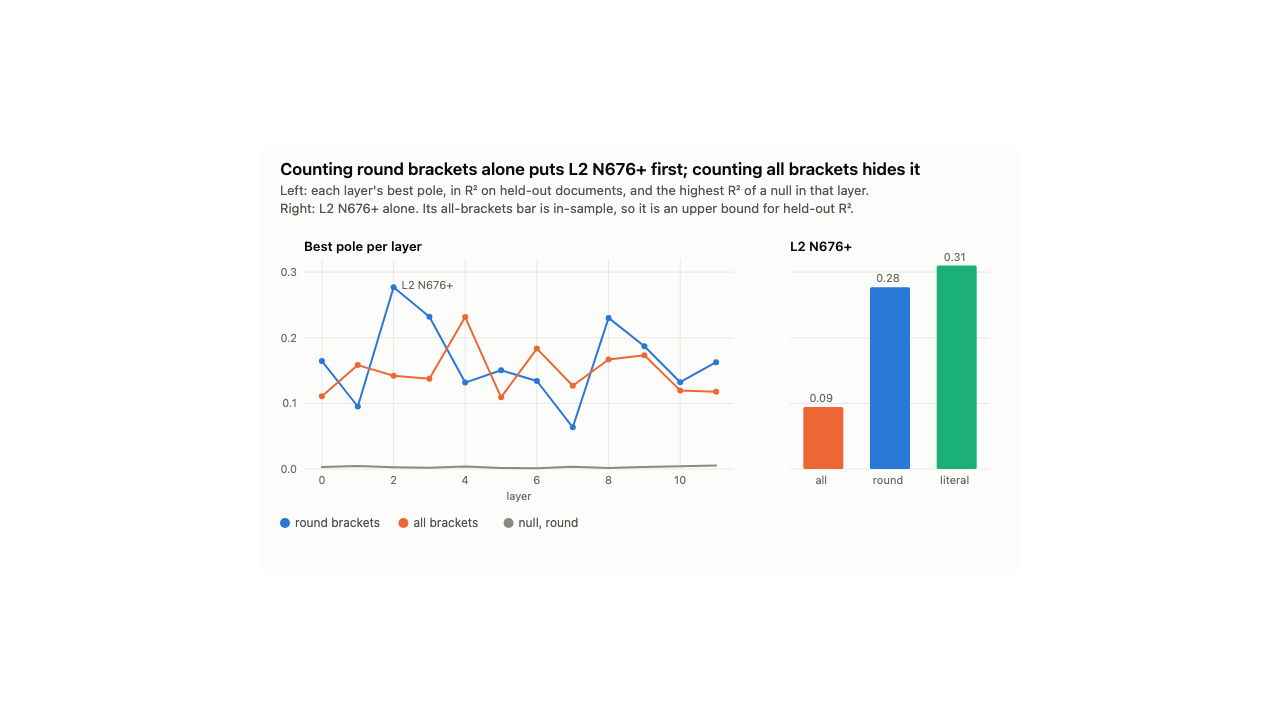 Counting round brackets alone puts L2 N676+ first; counting all brackets hides it
Left: each layer's best pole, in R² on held-out documents, and the highest R² of a null in that layer.
Right: L2 N676+ alone. Its all-brackets bar is in-sample, so it is an upper bound for held-out R².
Best pole per layer
0.3
0.2
0.1
0.0
L2 N676+
0 2 4 6 8 10
layer
round brackets all brackets null, round
L2 N676+
0.09 0.28 0.31
all round literal